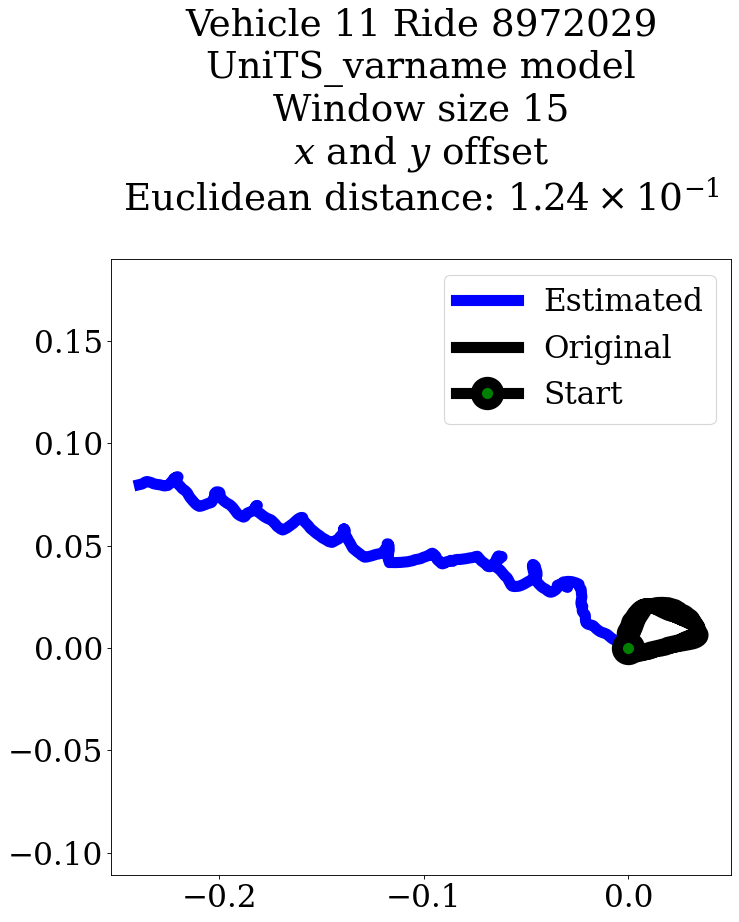 Vehicle 11 Ride 8972029
UniTS_varname model
Window size 15
x and y offset
Euclidean distance: 1.24 × 10⁻¹
Estimated
Original
Start
0.15
0.10
0.05
0.00
−0.05
−0.10
−0.2
−0.1
0.0